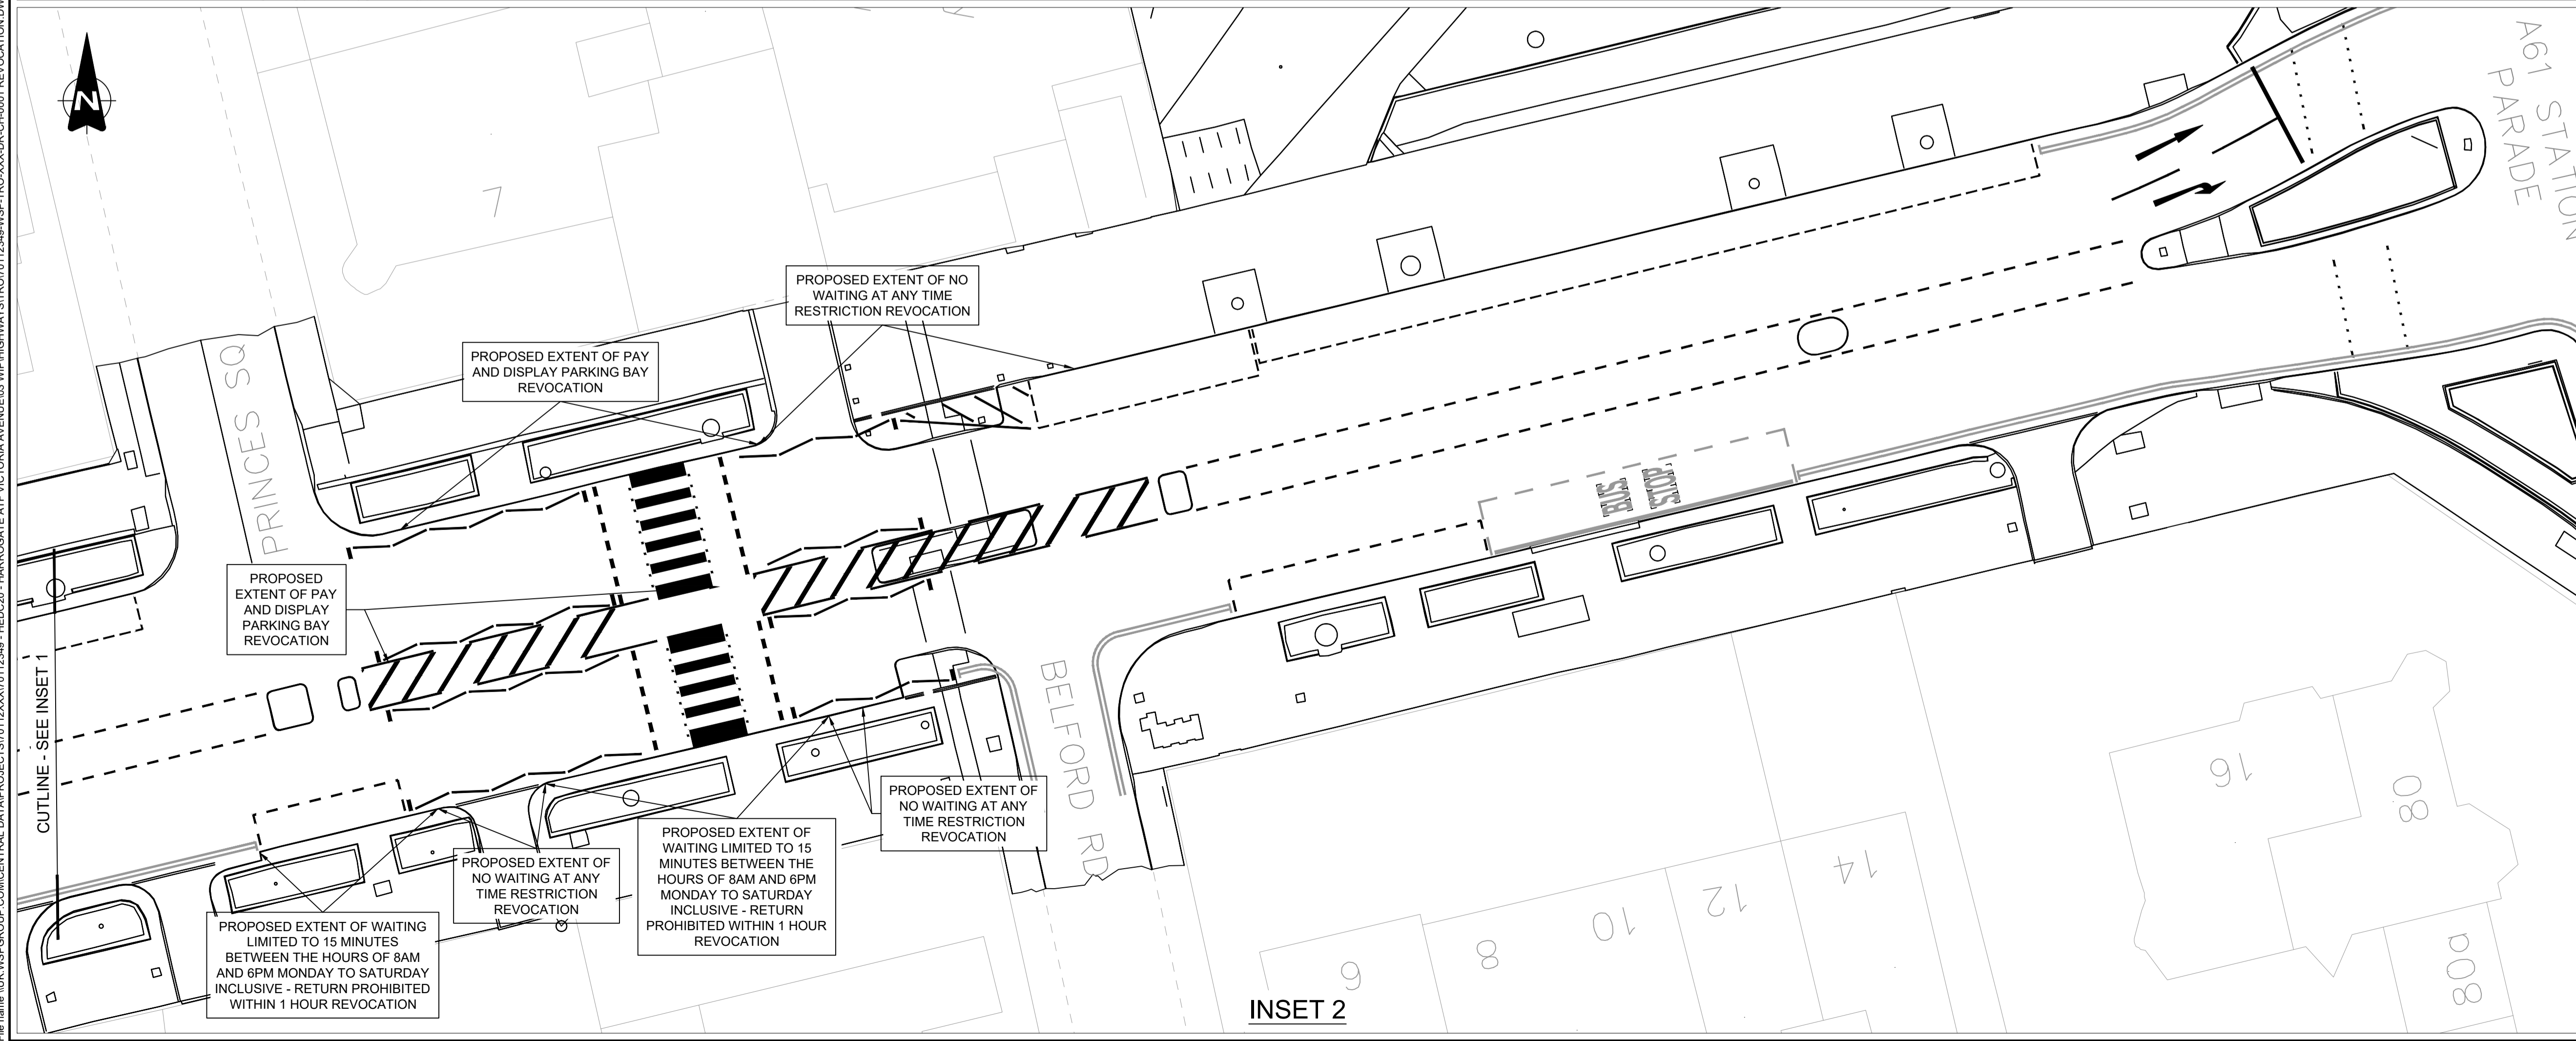 N
A61 STATION
PARADE
7
PROPOSED EXTENT OF NO
WAITING AT ANY TIME
RESTRICTION REVOCATION
PROPOSED EXTENT OF PAY
AND DISPLAY PARKING BAY
REVOCATION
PRINCES SQ
BUS
STOP
PROPOSED
EXTENT OF PAY
AND DISPLAY
PARKING BAY
REVOCATION
CUTLINE - SEE INSET 1
BELFORD RD
PROPOSED EXTENT OF
NO WAITING AT ANY
TIME RESTRICTION
REVOCATION
PROPOSED EXTENT OF
WAITING LIMITED TO 15
MINUTES BETWEEN THE
HOURS OF 8AM AND 6PM
MONDAY TO SATURDAY
INCLUSIVE - RETURN
PROHIBITED WITHIN 1 HOUR
REVOCATION
PROPOSED EXTENT OF
NO WAITING AT ANY
TIME RESTRICTION
REVOCATION
PROPOSED EXTENT OF WAITING
LIMITED TO 15 MINUTES
BETWEEN THE HOURS OF 8AM
AND 6PM MONDAY TO SATURDAY
INCLUSIVE - RETURN PROHIBITED
WITHIN 1 HOUR REVOCATION
8
10
12
14
16
80
80D
INSET 2